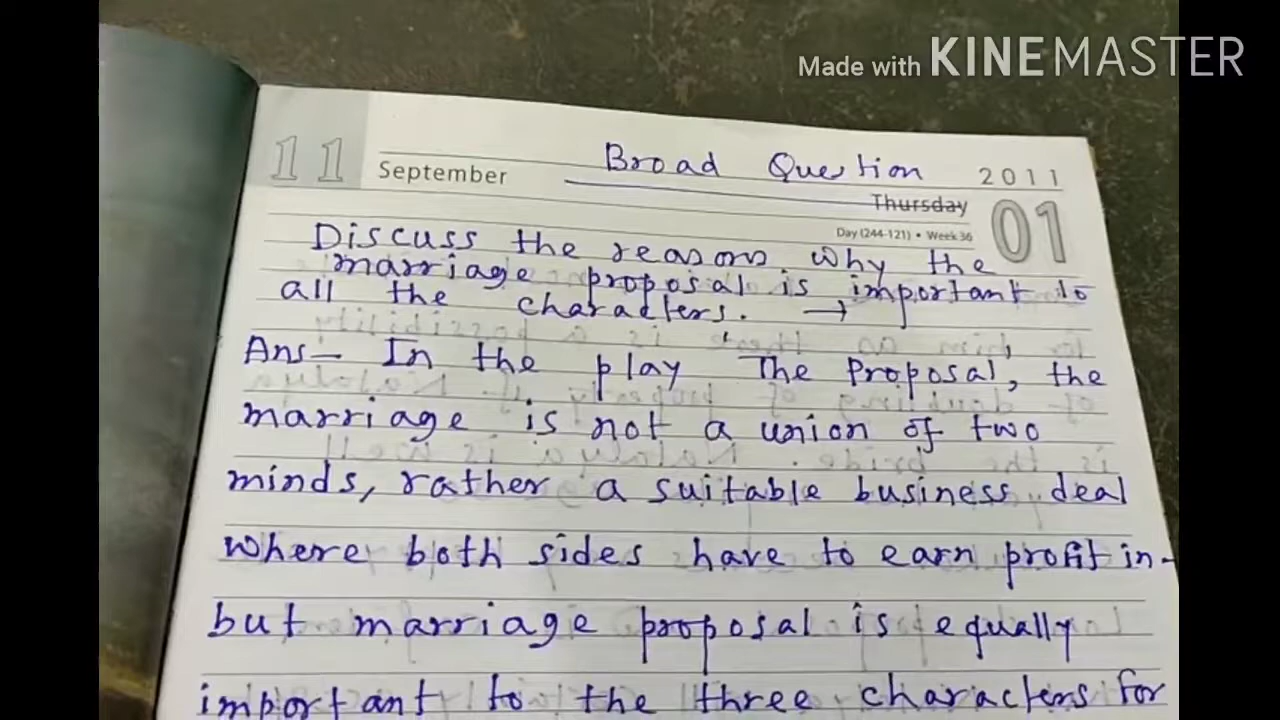 Made with KINEMASTER
11 September 2011
Broad Question
Thursday
01
Day (244-121) • Week 36
Discuss the reasons why the
marriage proposal is important to
all the characters. →
Ans- In the play The Proposal, the
marriage is not a union of two
minds, rather a suitable business deal
where both sides have to earn profit in-
but marriage proposal is equally
important to the three characters for